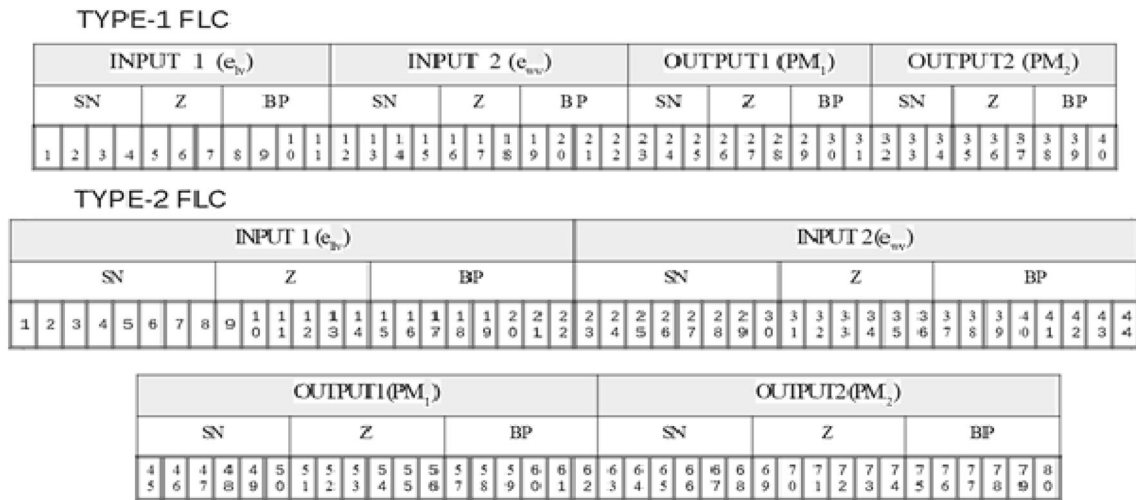 TYPE-1 FLC
INPUT 1 (e_lv) INPUT 2 (e_wv) OUTPUT1 (PM_1) OUTPUT2 (PM_2)
SN Z BP SN Z BP SN Z BP SN Z BP
1 2 3 4 5 6 7 8 9 10 11 12 13 14 15 16 17 18 19 20 21 22 23 24 25 26 27 28 29 30 31 32 33 34 35 36 37 38 39 40
TYPE-2 FLC
INPUT 1 (e_lv) INPUT 2 (e_wv)
SN Z BP SN Z BP
1 2 3 4 5 6 7 8 9 10 11 12 13 14 15 16 17 18 19 20 21 22 23 24 25 26 27 28 29 30 31 32 33 34 35 36 37 38 39 40 41 42 43 44
OUTPUT1 (PM_1) OUTPUT2 (PM_2)
SN Z BP SN Z BP
45 46 47 48 49 50 51 52 53 54 55 56 57 58 59 60 61 62 63 64 65 66 67 68 69 70 71 72 73 74 75 76 77 78 79 80